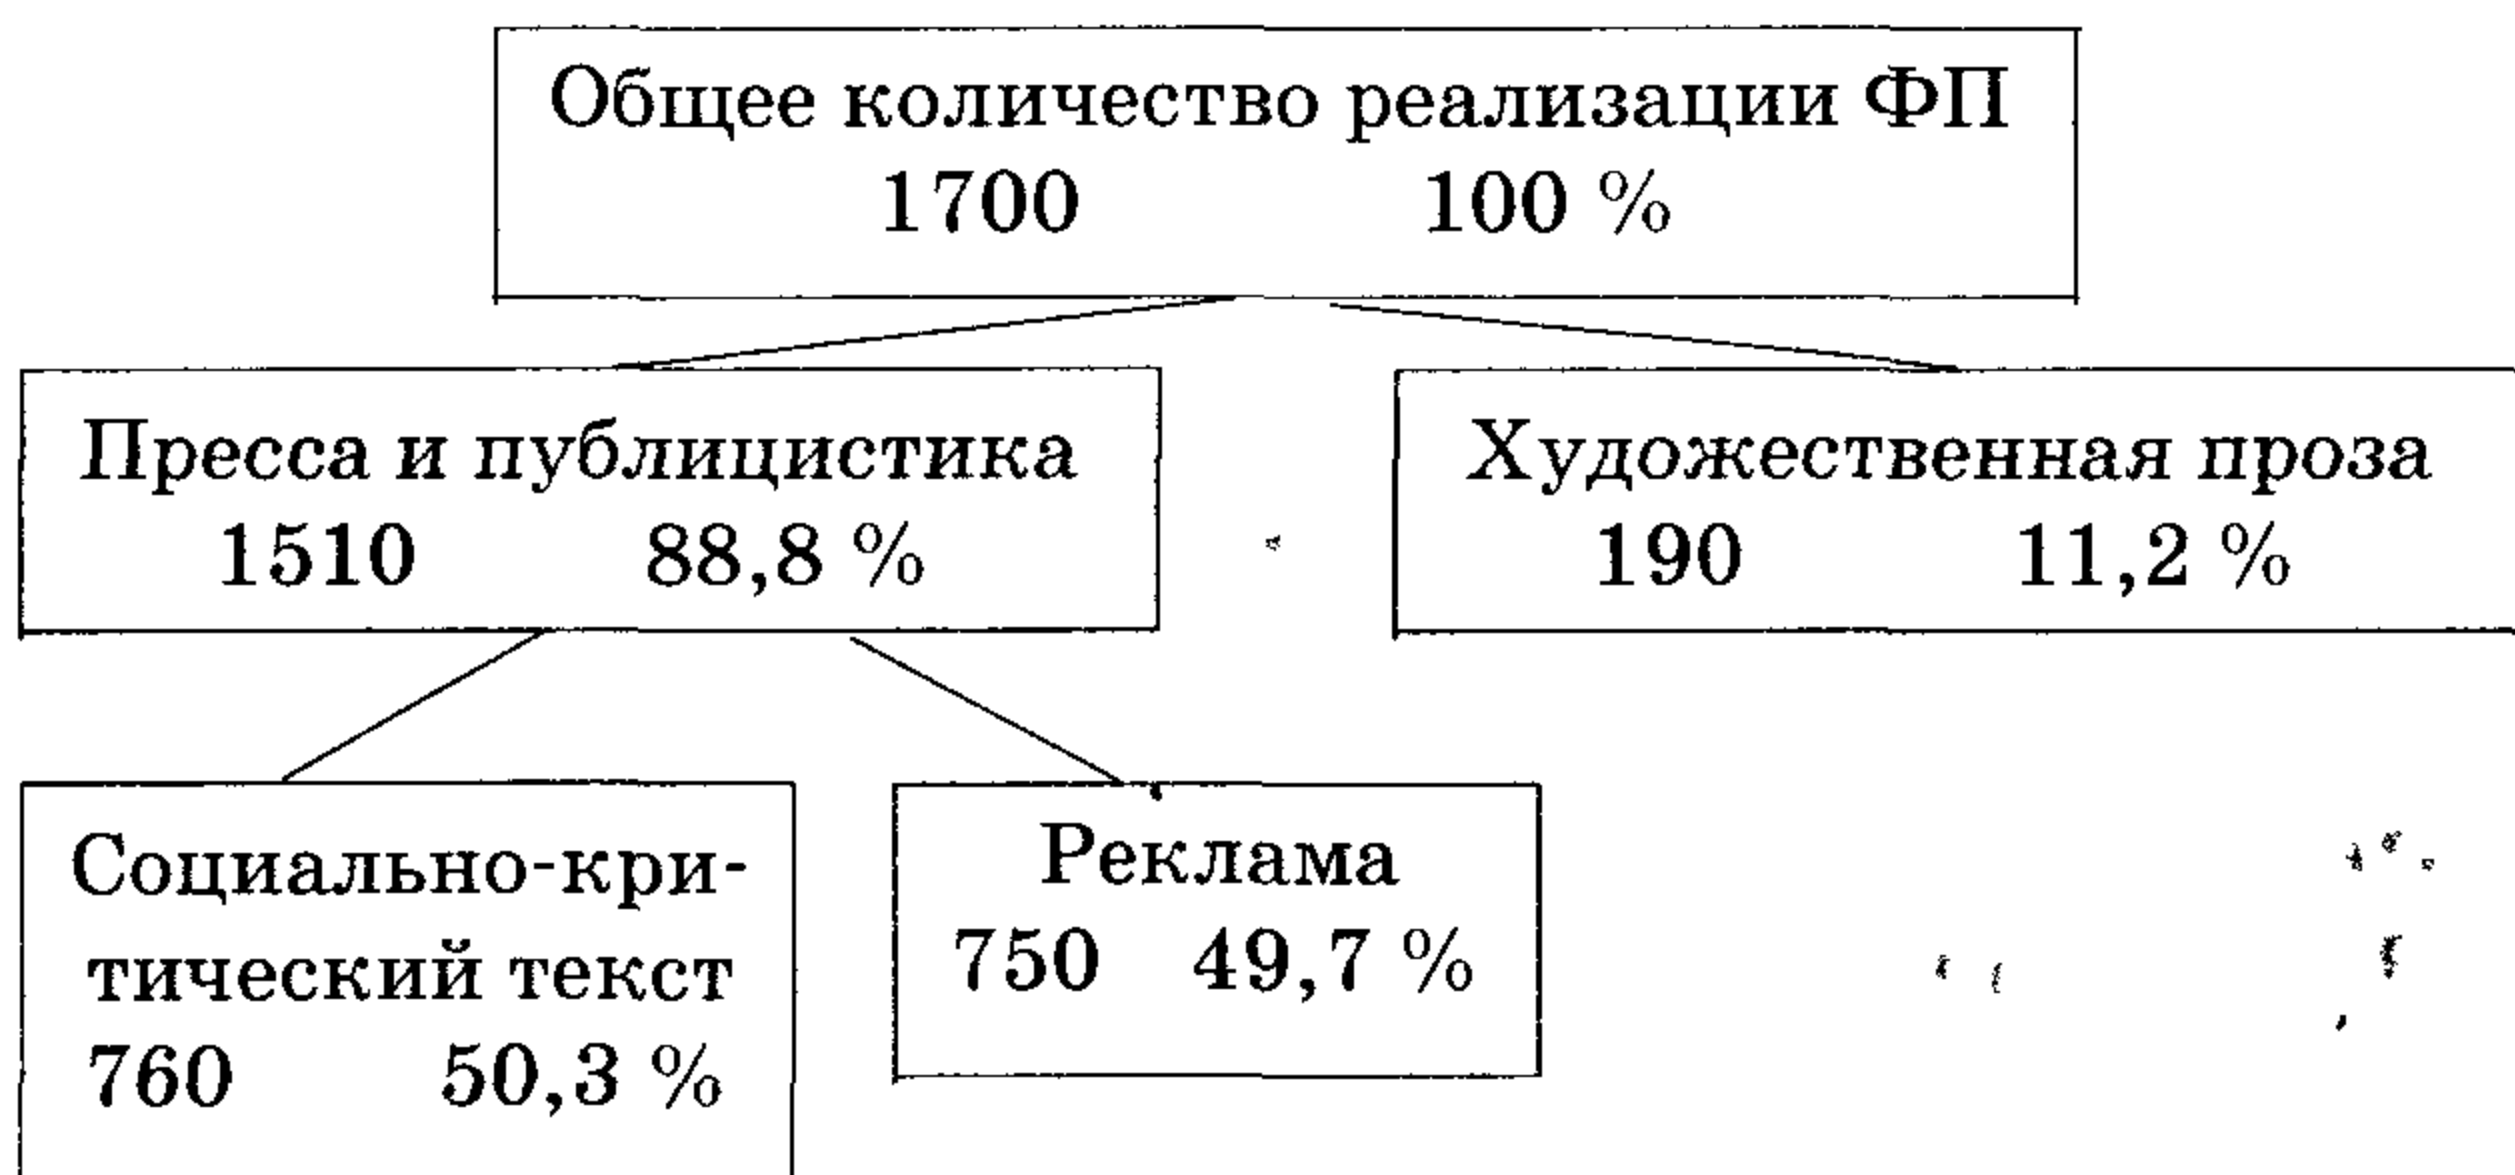 Общее количество реализации ФП
1700 100 %
Пресса и публицистика
1510 88,8 %
Художественная проза
190 11,2 %
Социально-кри-
тический текст
760 50,3 %
Реклама
750 49,7 %